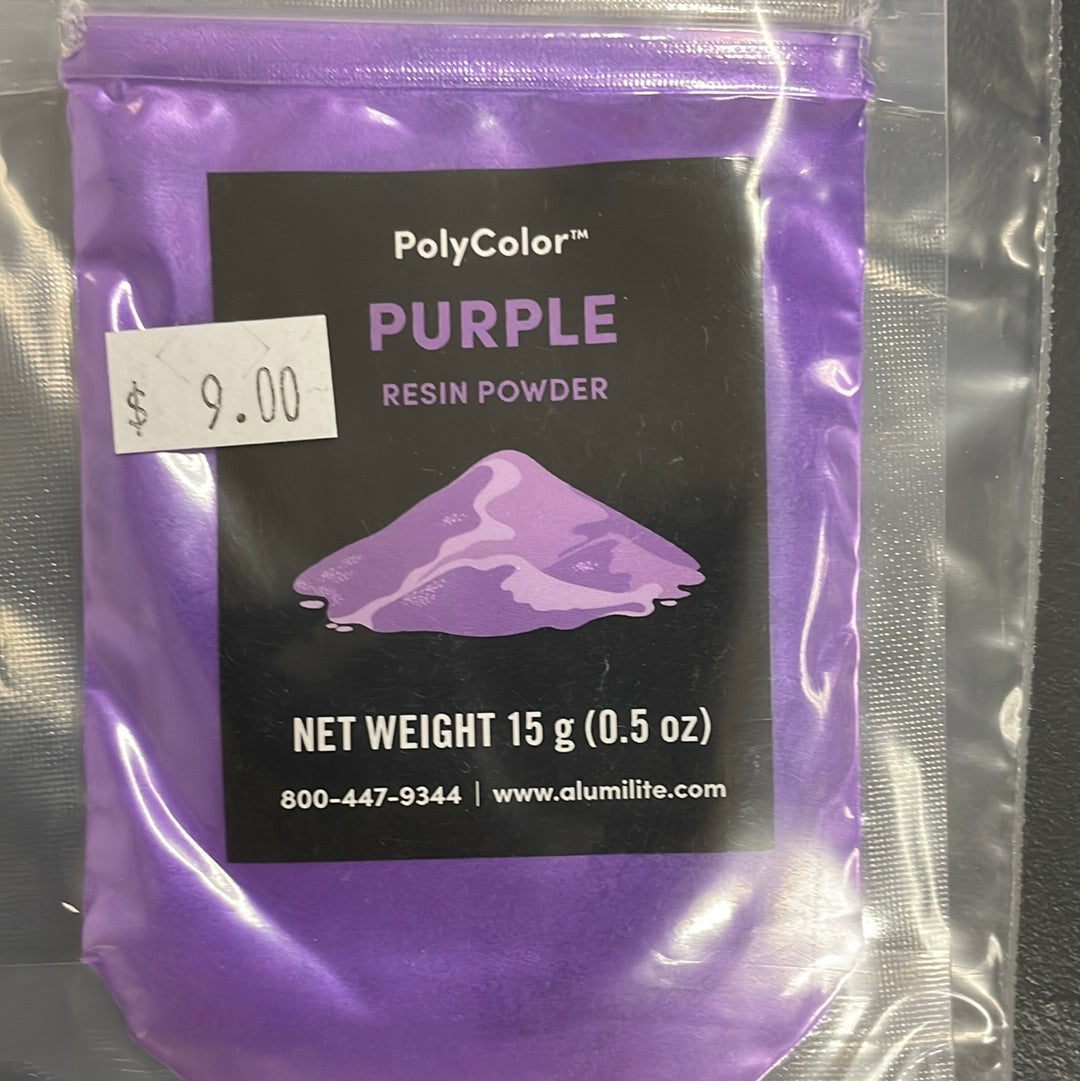 PolyColor™
PURPLE
RESIN POWDER
$ 9.00
NET WEIGHT 15 g (0.5 oz)
800-447-9344 | www.alumilite.com